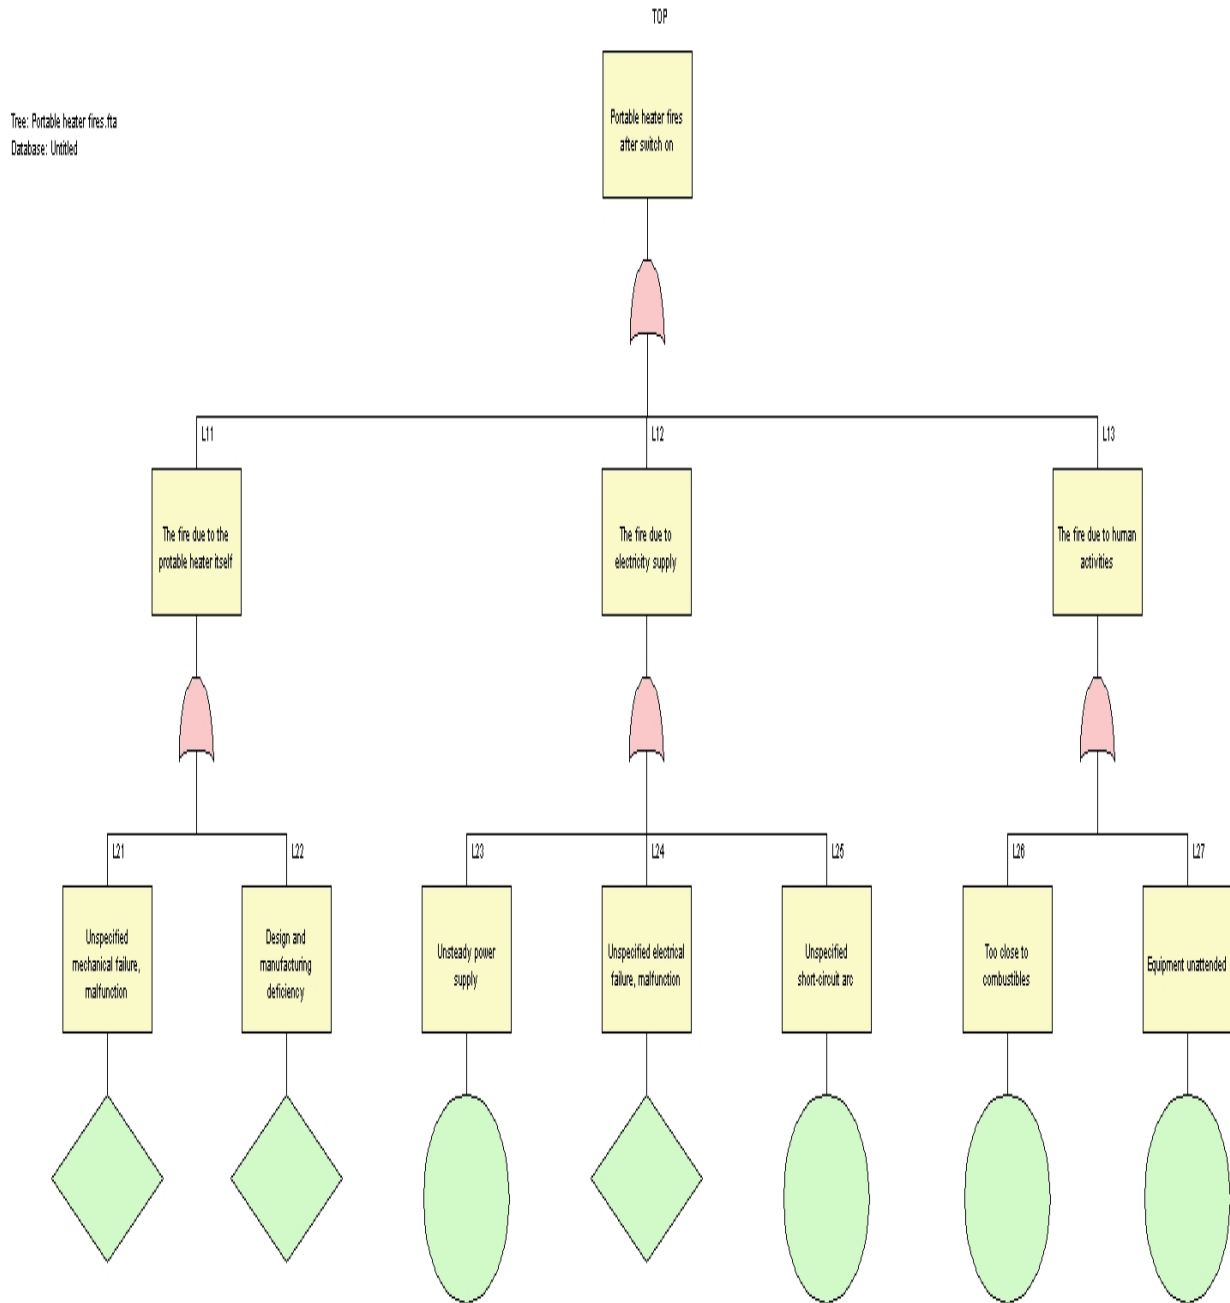 TOP
Portable heater fires
after switch on
Tree: Portable heater fires.fta
Database: Untitled
L11
L12
L13
The fire due to the
protable heater itself
The fire due to
electricity supply
The fire due to human
activities
L21
L22
L23
L24
L25
L26
L27
Unspecified
mechanical failure,
malfunction
Design and
manufacturing
deficiency
Unsteady power
supply
Unspecified electrical
failure, malfunction
Unspecified
short-circuit arc
Too close to
combustibles
Equipment unattended